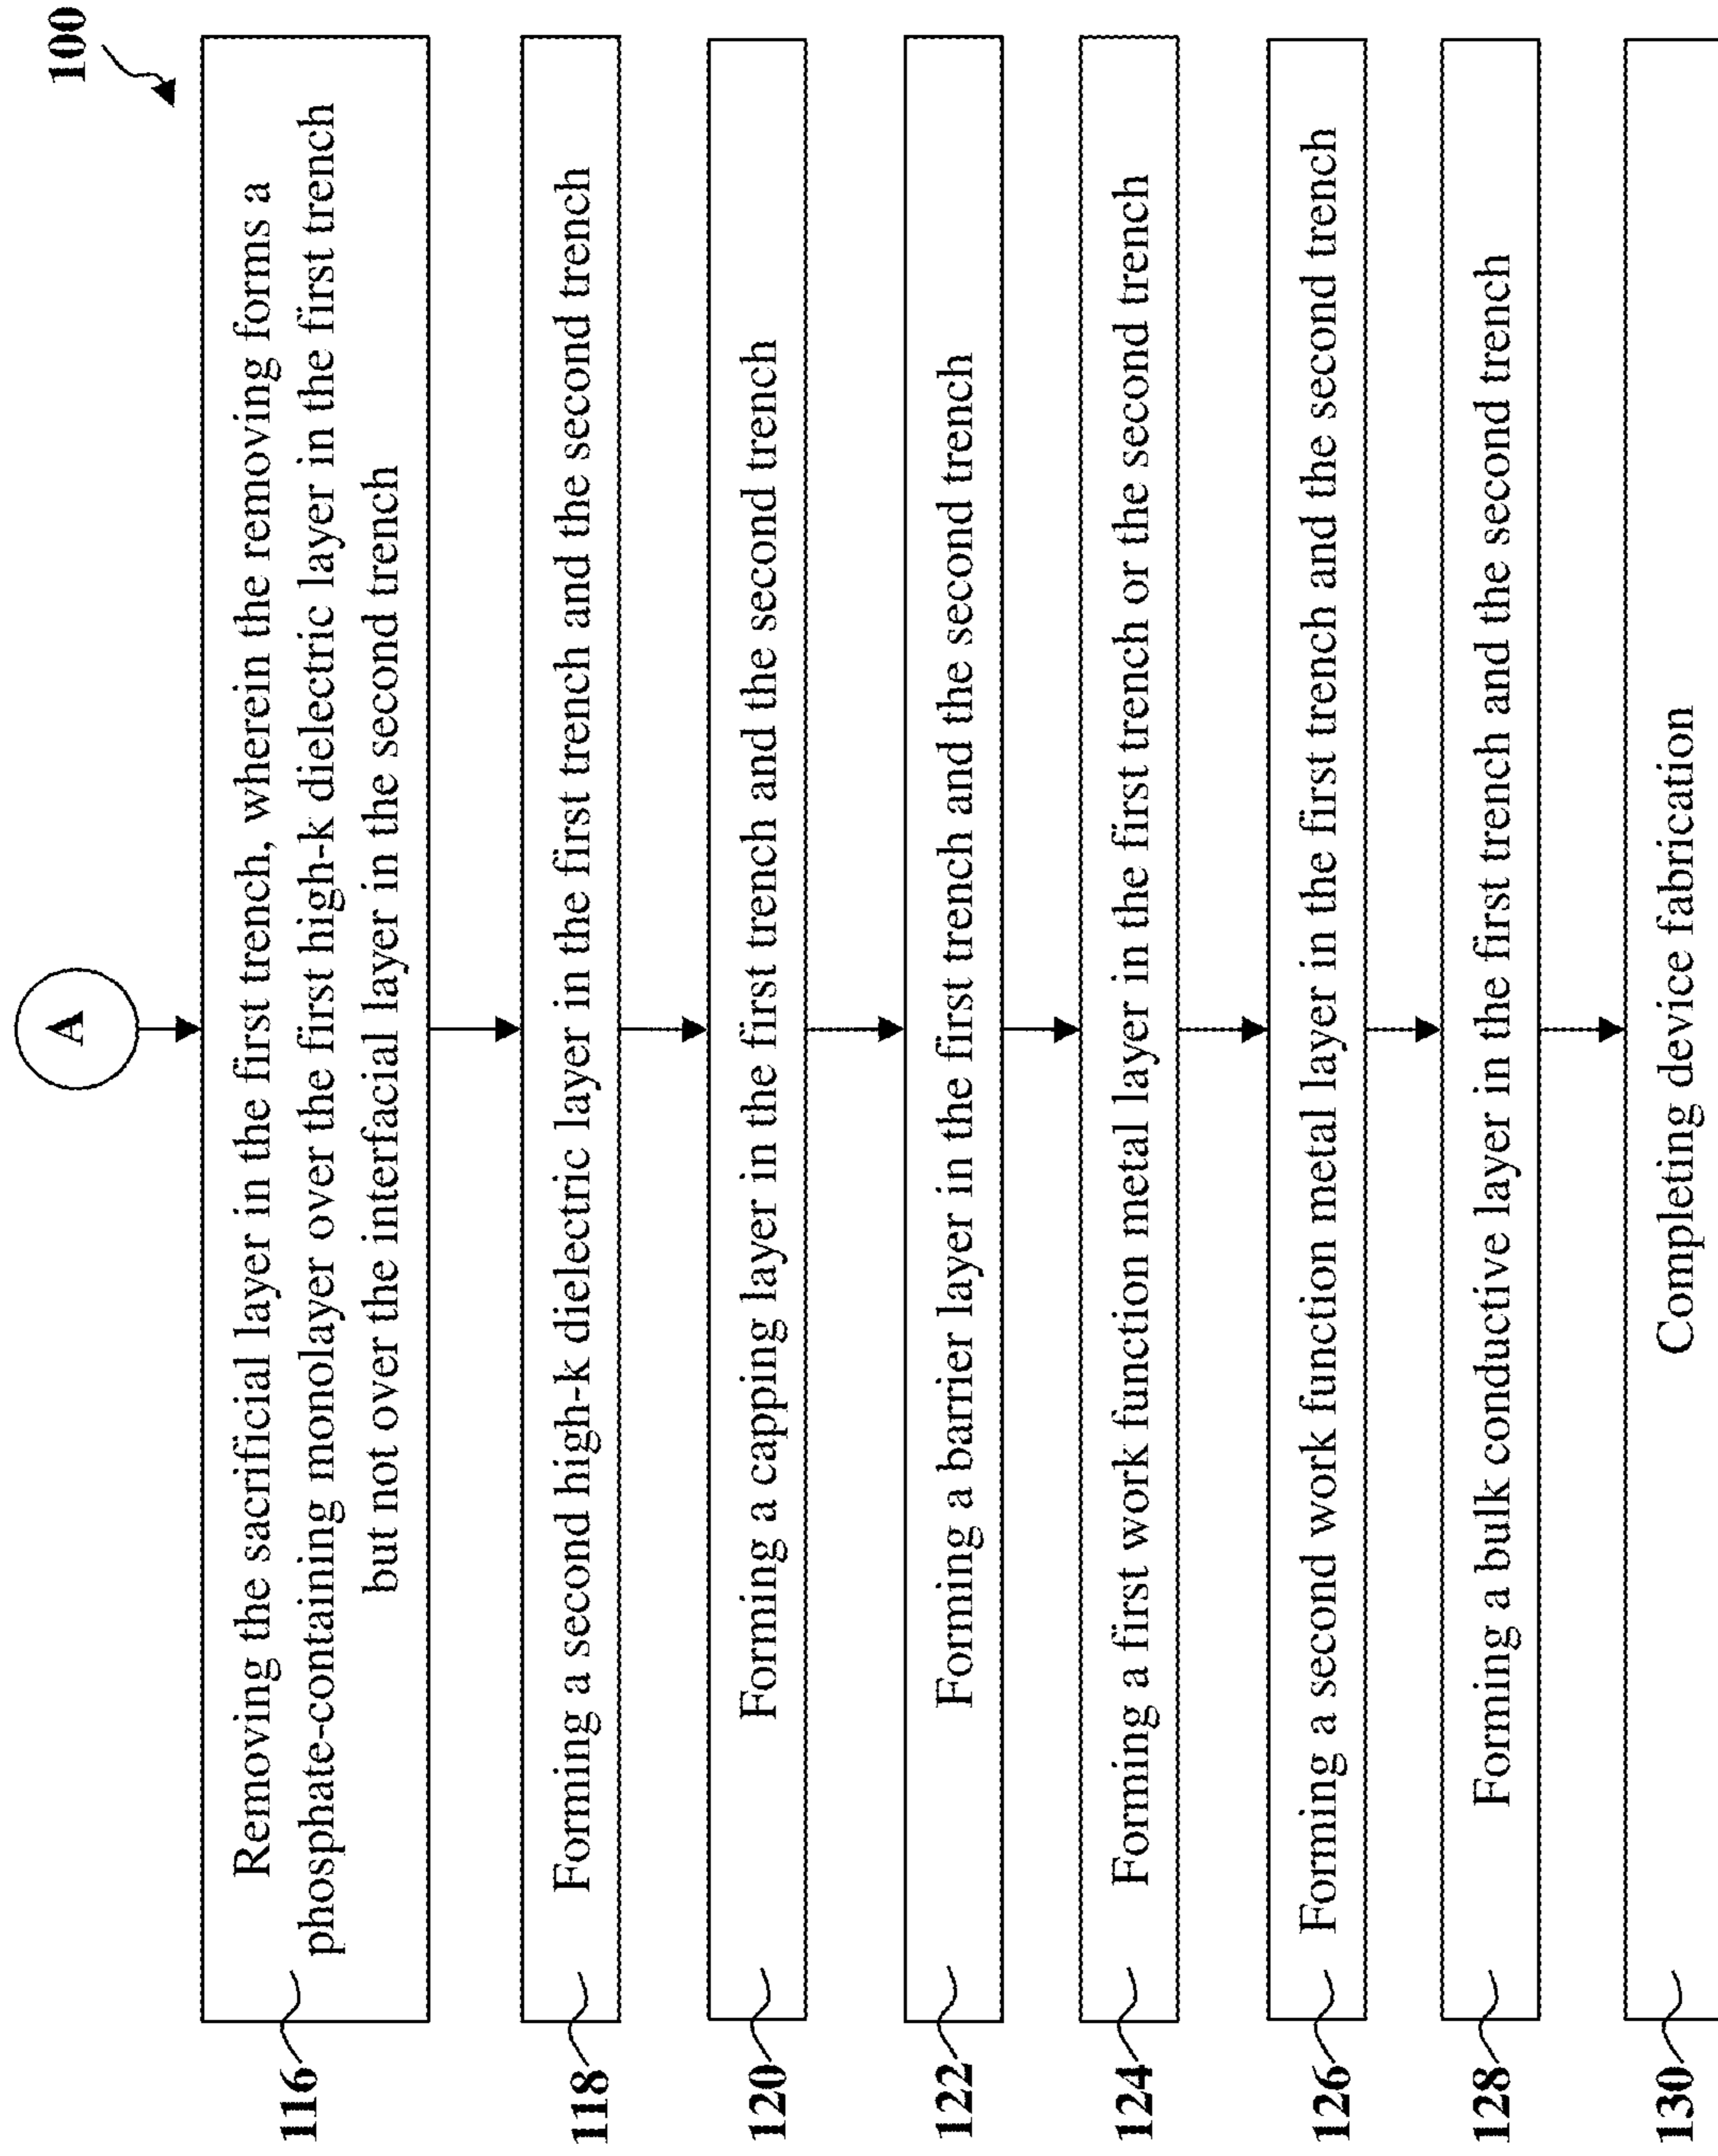 100
A
116
Removing the sacrificial layer in the first trench, wherein the removing forms a
phosphate-containing monolayer over the first high-k dielectric layer in the first trench
but not over the interfacial layer in the second trench
118
Forming a second high-k dielectric layer in the first trench and the second trench
120
Forming a capping layer in the first trench and the second trench
122
Forming a barrier layer in the first trench and the second trench
124
Forming a first work function metal layer in the first trench or the second trench
126
Forming a second work function metal layer in the first trench and the second trench
128
Forming a bulk conductive layer in the first trench and the second trench
130
Completing device fabrication